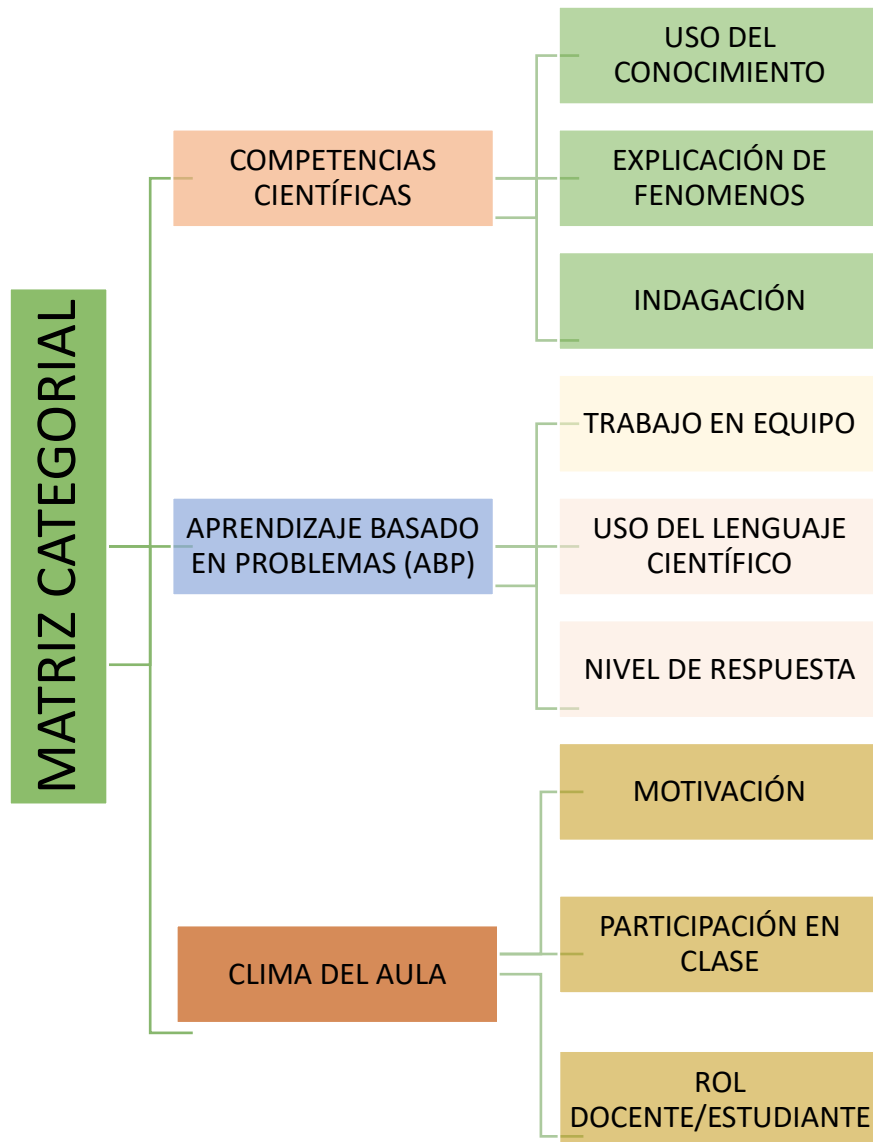 MATRIZ CATEGORIAL
COMPETENCIAS
CIENTÍFICAS
USO DEL
CONOCIMIENTO
EXPLICACIÓN DE
FENOMENOS
INDAGACIÓN
APRENDIZAJE BASADO
EN PROBLEMAS (ABP)
TRABAJO EN EQUIPO
USO DEL LENGUAJE
CIENTÍFICO
NIVEL DE RESPUESTA
CLIMA DEL AULA
MOTIVACIÓN
PARTICIPACIÓN EN
CLASE
ROL
DOCENTE/ESTUDIANTE